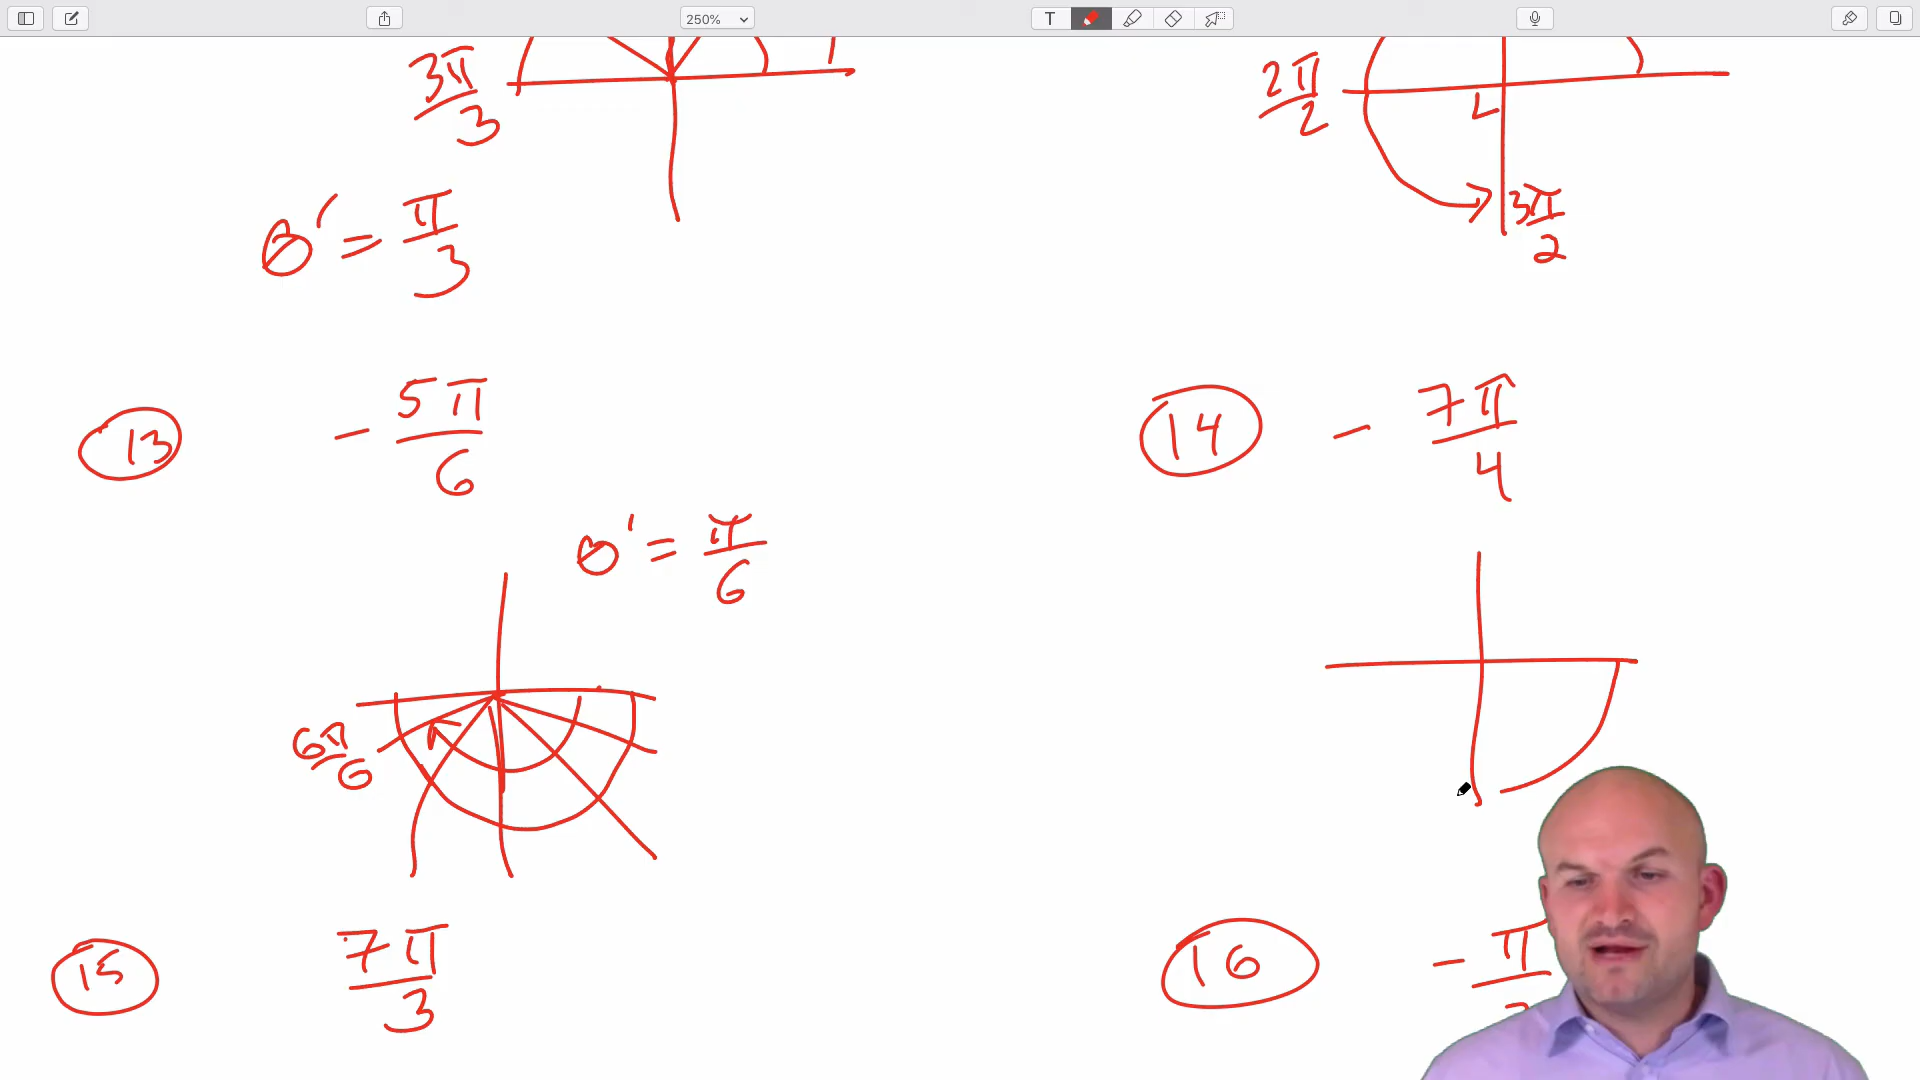 250%
T
3π/3
2π/2
3π/2
θ' = π/3
13
- 5π/6
14
- 7π/4
θ' = π/6
6π/6
15
7π/3
16
- π/